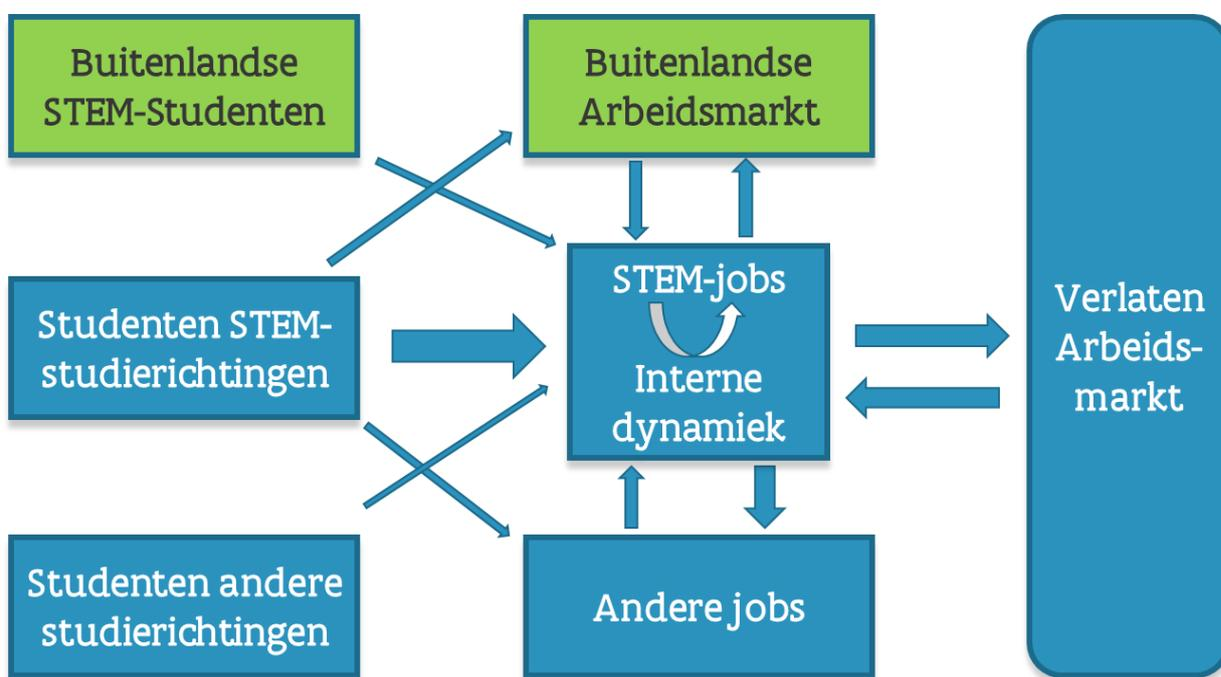 Buitenlandse
STEM-Studenten
Buitenlandse
Arbeidsmarkt
Studenten STEM-
studierichtingen
STEM-jobs
Interne
dynamiek
Verlaten
Arbeids-
markt
Studenten andere
studierichtingen
Andere jobs